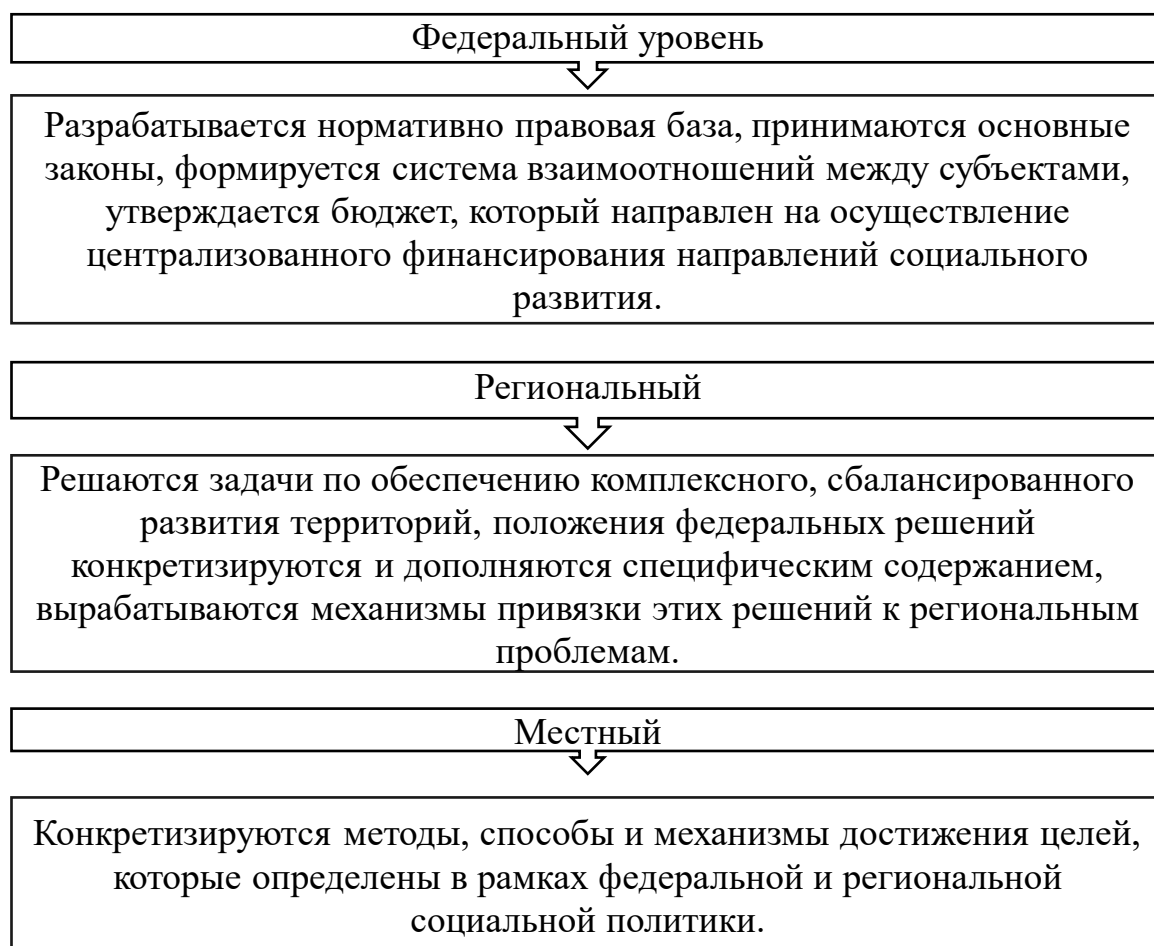 Федеральный уровень
Разрабатывается нормативно правовая база, принимаются основные
законы, формируется система взаимоотношений между субъектами,
утверждается бюджет, который направлен на осуществление
централизованного финансирования направлений социального
развития.
Региональный
Решаются задачи по обеспечению комплексного, сбалансированного
развития территорий, положения федеральных решений
конкретизируются и дополняются специфическим содержанием,
вырабатываются механизмы привязки этих решений к региональным
проблемам.
Местный
Конкретизируются методы, способы и механизмы достижения целей,
которые определены в рамках федеральной и региональной
социальной политики.